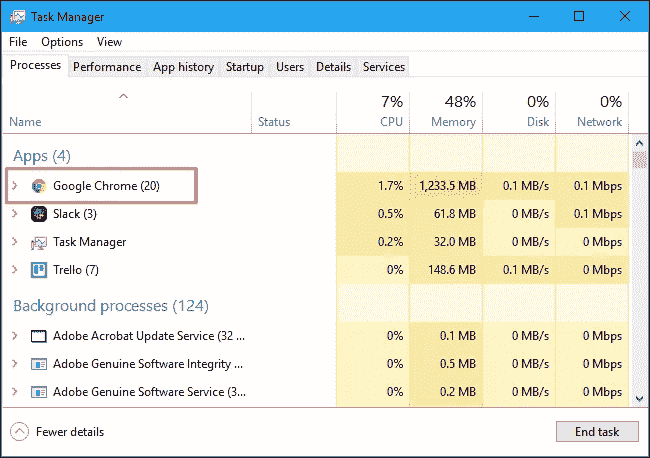 Task Manager
File Options View
Processes Performance App history Startup Users Details Services
7% 48% 0% 0%
Name Status CPU Memory Disk Network
Apps (4)
Google Chrome (20) 1.7% 1,233.5 MB 0.1 MB/s 0.1 Mbps
Slack (3) 0.5% 61.8 MB 0 MB/s 0.1 Mbps
Task Manager 0.2% 32.0 MB 0 MB/s 0 Mbps
Trello (7) 0% 148.6 MB 0.1 MB/s 0 Mbps
Background processes (124)
Adobe Acrobat Update Service (32 ... 0% 0.1 MB 0 MB/s 0 Mbps
Adobe Genuine Software Integrity ... 0% 0.5 MB 0 MB/s 0 Mbps
Adobe Genuine Software Service (3... 0% 0.2 MB 0 MB/s 0 Mbps
Fewer details End task